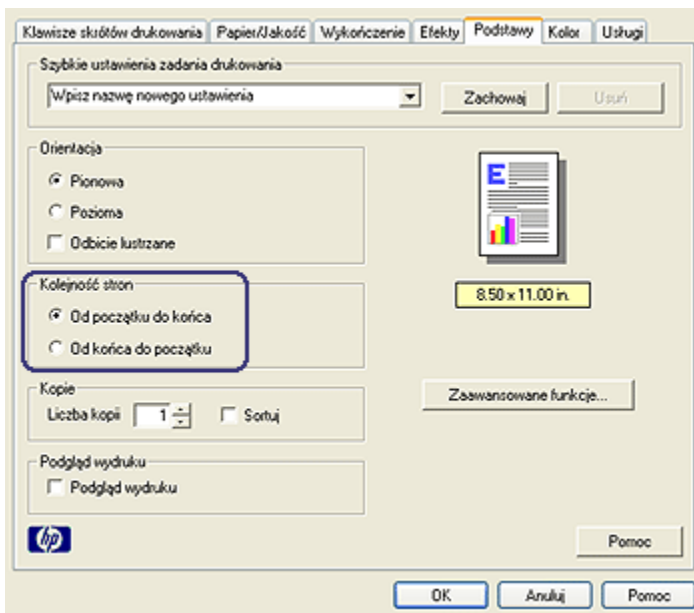 Klawisze skrótów drukowania Papier/Jakość Wykończenie Efekty Podstawy Kolor Usługi
Szybkie ustawienia zadania drukowania
Wpisz nazwę nowego ustawienia Zachowaj Usuń
Orientacja
Pionowa
Pozioma
Odbicie lustrzane
E
Kolejność stron
8.50 x 11.00 in.
Od początku do końca
Od końca do początku
Kopie
Liczba kopii 1 Sortuj
Zaawansowane funkcje...
Podgląd wydruku
Podgląd wydruku
hp
Pomoc
OK Anuluj Pomoc